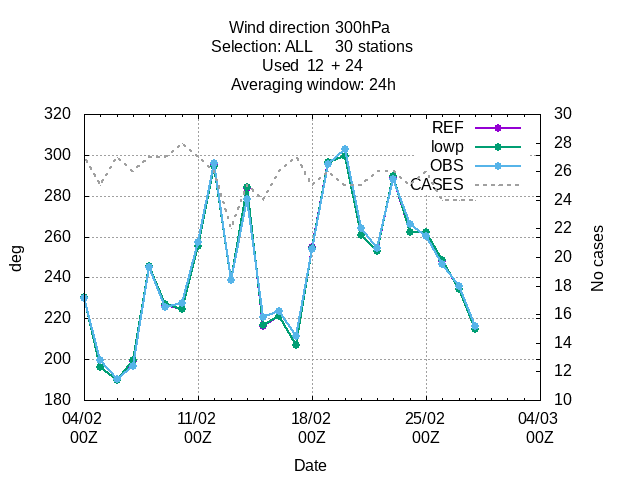 Wind direction 300hPa
Selection: ALL 30 stations
Used 12 + 24
Averaging window: 24h
320
300
280
260
240
220
200
180
30
28
26
24
22
20
18
16
14
12
10
REF
lowp
OBS
CASES
deg
No cases
04/02 11/02 18/02 25/02 04/03
00Z 00Z 00Z 00Z 00Z
Date